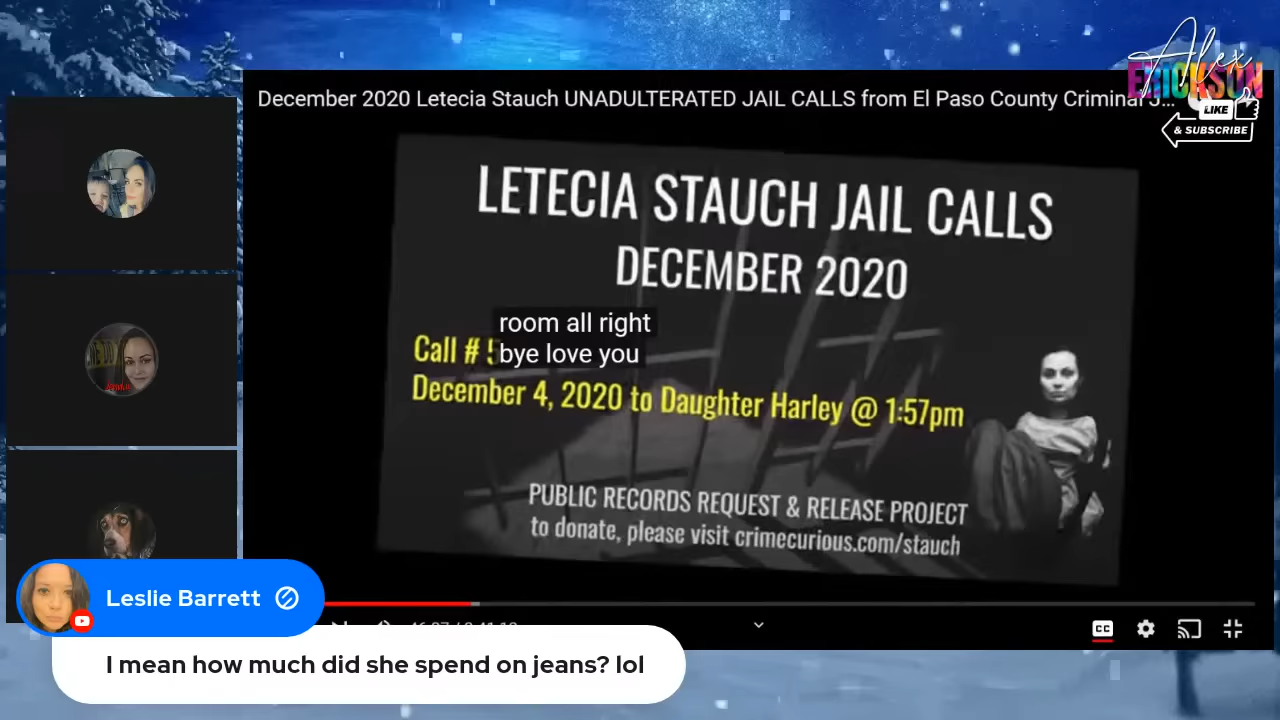 Alex
ERICKSON
LIKE
& SUBSCRIBE
December 2020 Letecia Stauch UNADULTERATED JAIL CALLS from El Paso County Criminal J...
LETECIA STAUCH JAIL CALLS
DECEMBER 2020
room all right
bye love you
Call # 5
December 4, 2020 to Daughter Harley @ 1:57pm
PUBLIC RECORDS REQUEST & RELEASE PROJECT
to donate, please visit crimecurious.com/stauch
CC
Leslie Barrett
I mean how much did she spend on jeans? lol